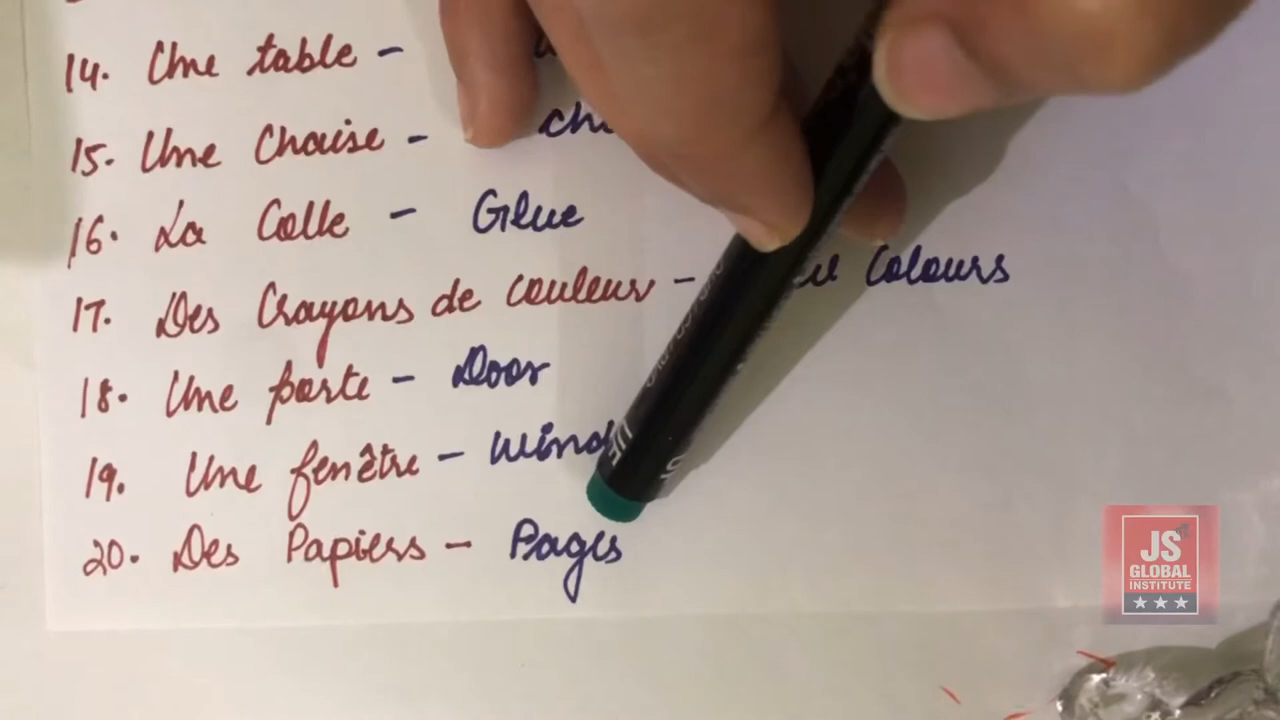 14. Une table -
15. Une Chaise -
16. La Colle - Glue
17. Des Crayons de couleur - Colours
18. Une porte - Door
19. Une fenêtre -
20. Des Papiers - Pages
JS
GLOBAL
INSTITUTE